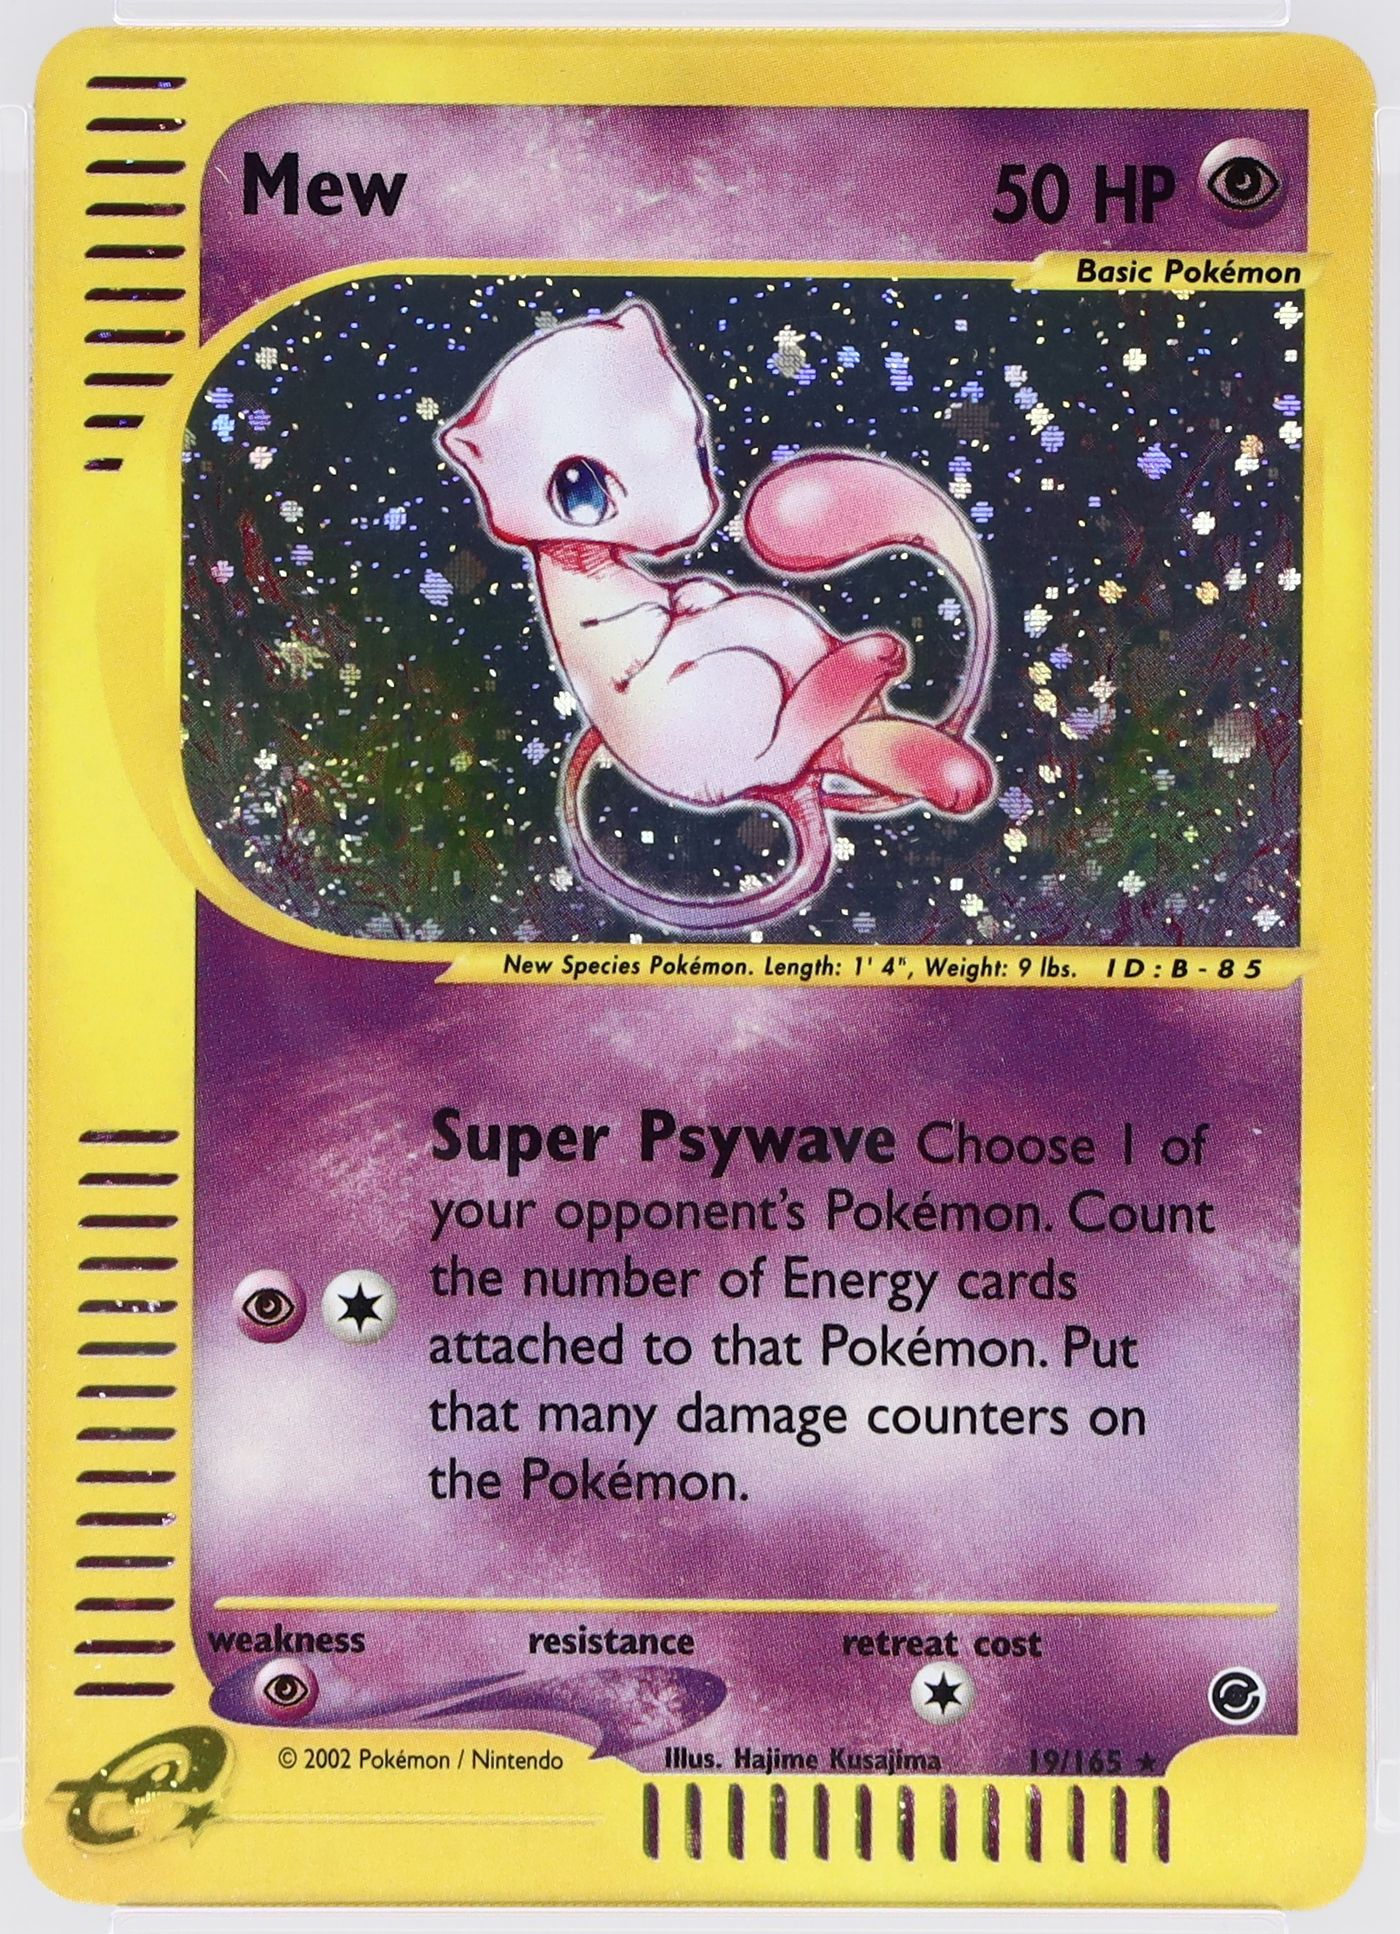 Mew
50 HP
Basic Pokémon
New Species Pokémon. Length: 1' 4", Weight: 9 lbs. ID:B-85
Super Psywave Choose 1 of
your opponent's Pokémon. Count
the number of Energy cards
attached to that Pokémon. Put
that many damage counters on
the Pokémon.
weakness resistance retreat cost
© 2002 Pokémon / Nintendo Illus. Hajime Kusajima 19/165 ★
e